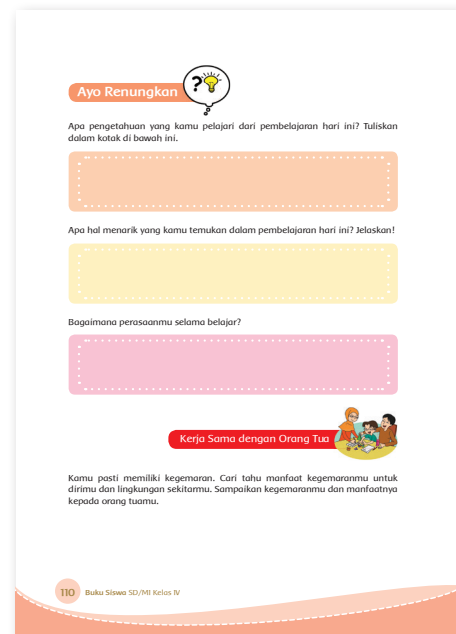 Ayo Renungkan
Apa pengetahuan yang kamu pelajari dari pembelajaran hari ini? Tuliskan
dalam kotak di bawah ini.
Apa hal menarik yang kamu temukan dalam pembelajaran hari ini? Jelaskan!
Bagaimana perasaanmu selama belajar?
Kerja Sama dengan Orang Tua
Kamu pasti memiliki kegemaran. Cari tahu manfaat kegemaranmu untuk
dirimu dan lingkungan sekitarmu. Sampaikan kegemaranmu dan manfaatnya
kepada orang tuamu.
110 Buku Siswa SD/MI Kelas IV